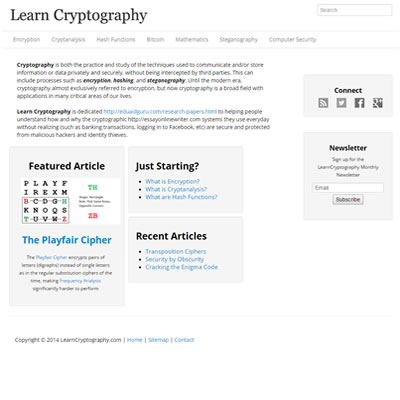 Learn Cryptography
Search
Encryption Cryptanalysis Hash Functions Bitcoin Mathematics Steganography Computer Security
Cryptography is both the practice and study of the techniques used to communicate and/or store
information or data privately and securely, without being intercepted by third parties. This can
include processes such as encryption, hashing, and steganography. Until the modern era,
cryptography almost exclusively referred to encryption, but now cryptography is a broad field with
applications in many critical areas of our lives.
Learn Cryptography is dedicated http://eduardjguru.com/research-papers.html to helping people
understand how and why the cryptographic http://essayonlinewriter.com systems they use everyday
without realizing (such as banking transactions, logging in to Facebook, etc) are secure and protected
from malicious hackers and identity thieves.
Connect
Newsletter
Sign up for the
LearnCryptography Monthly
Newsletter
Email
Subscribe
Featured Article
P L A Y F
I R E X M
B C D G H
K N O Q S
T U V W Z
TH
Shape: Rectangle
Rule: Pick Same Rows,
Opposite Corners
ZB
The Playfair Cipher
The Playfair Cipher encrypts pairs of
letters (digraphs) instead of single letters
as in the regular substitution ciphers of the
time, making Frequency Analysis
significantly harder to perform
Just Starting?
What is Encryption?
What is Cryptanalysis?
What are Hash Functions?
Recent Articles
Transposition Ciphers
Security by Obscurity
Cracking the Enigma Code
Copyright © 2014 LearnCryptography.com | Home | Sitemap | Contact